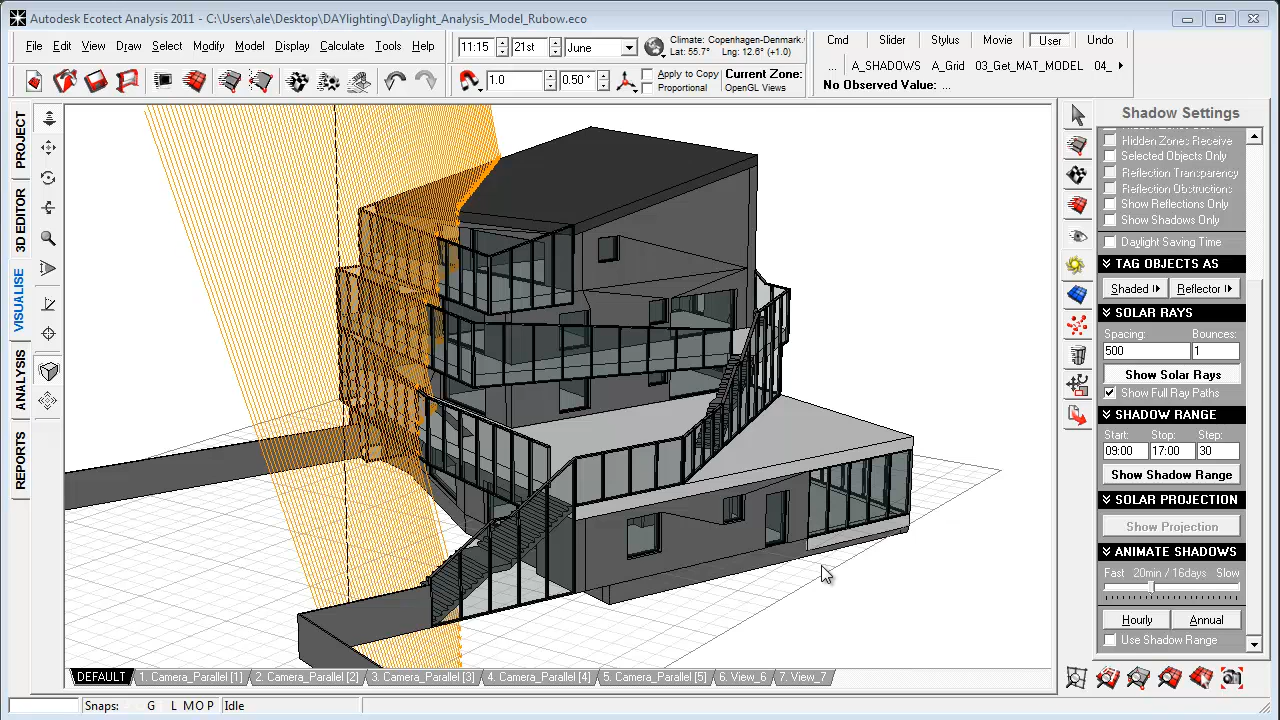 Autodesk Ecotect Analysis 2011 - C:\Users\ale\Desktop\DAYlighting\Daylight_Analysis_Model_Rubow.eco
File Edit View Draw Select Modify Model Display Calculate Tools Help
11:15 21st June
Climate: Copenhagen-Denmark.
Lat: 55.7° Lng: 12.6° (+1.0)
Cmd Slider Stylus Movie User Undo
... A_SHADOWS A_Grid 03_Get_MAT_MODEL 04_
1.0 0.50°
Apply to Copy
Proportional
Current Zone:
OpenGL Views
No Observed Value: ...
PROJECT
3D EDITOR
VISUALISE
ANALYSIS
REPORTS
Shadow Settings
Hidden Zones Receive
Selected Objects Only
Reflection Transparency
Reflection Obstructions
Show Reflections Only
Show Shadows Only
Daylight Saving Time
TAG OBJECTS AS
Shaded Reflector
SOLAR RAYS
Spacing: Bounces:
500 1
Show Solar Rays
Show Full Ray Paths
SHADOW RANGE
Start: Stop: Step:
09:00 17:00 30
Show Shadow Range
SOLAR PROJECTION
Show Projection
ANIMATE SHADOWS
Fast 20min / 16days Slow
Hourly Annual
Use Shadow Range
DEFAULT 1. Camera_Parallel [1] 2. Camera_Parallel [2] 3. Camera_Parallel [3] 4. Camera_Parallel [4] 5. Camera_Parallel [5] 6. View_6 7. View_7
Snaps: G L M O P Idle